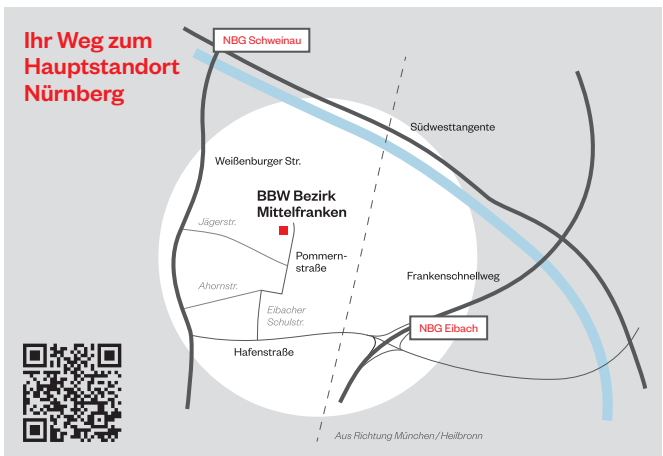 Ihr Weg zum
Hauptstandort
Nürnberg
NBG Schweinau
Südwesttangente
Weißenburger Str.
BBW Bezirk
Mittelfranken
Jägerstr.
Pommern-
straße
Frankenschnellweg
Ahornstr.
Eibacher
Schulstr.
NBG Eibach
Hafenstraße
Aus Richtung München / Heilbronn